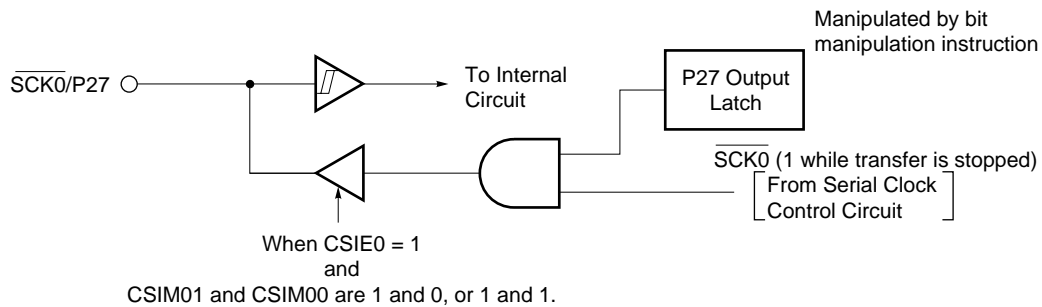 Manipulated by bit
manipulation instruction
SCK0/P27
To Internal
Circuit
P27 Output
Latch
SCK0 (1 while transfer is stopped)
From Serial Clock
Control Circuit
When CSIE0 = 1
and
CSIM01 and CSIM00 are 1 and 0, or 1 and 1.